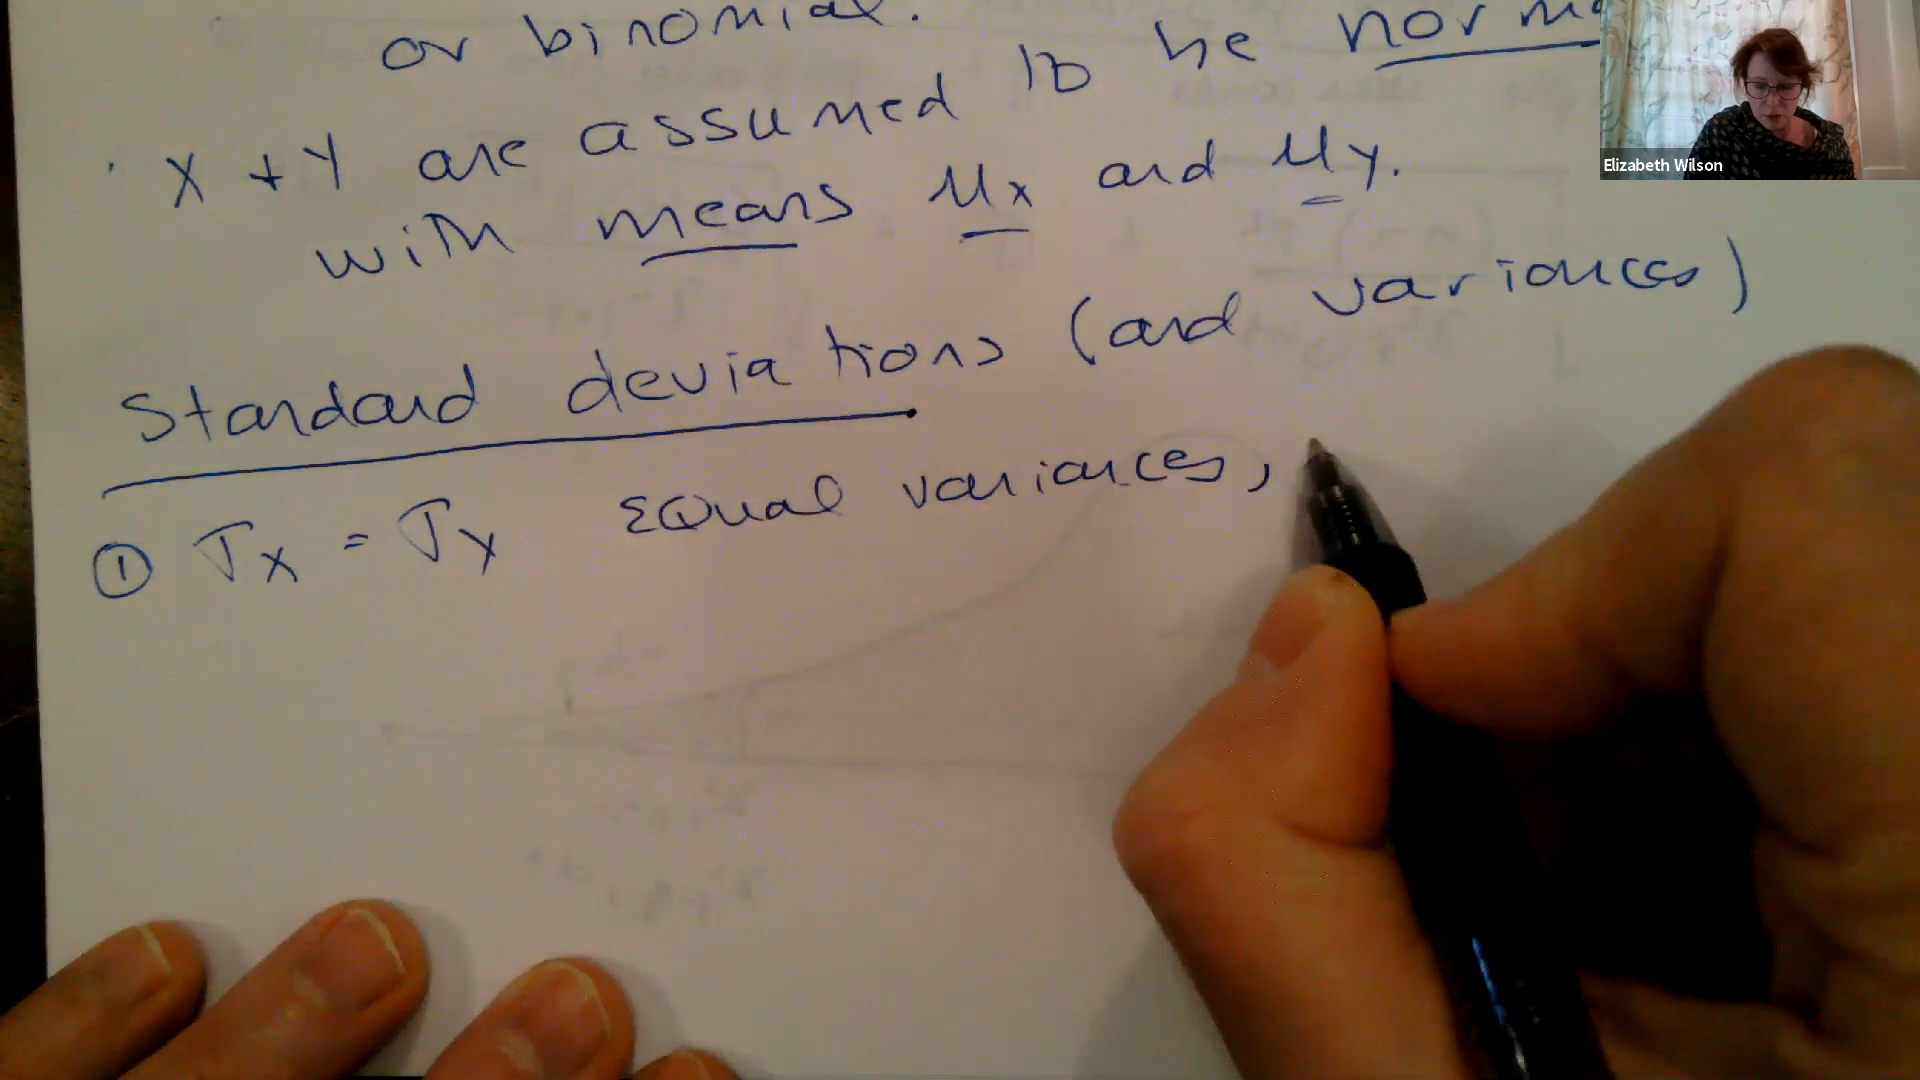 or binomial.
· X + Y are assumed to be norm
with means μx and μy.
Standard deviations (and variances)
① σx = σy Equal variances,
Elizabeth Wilson